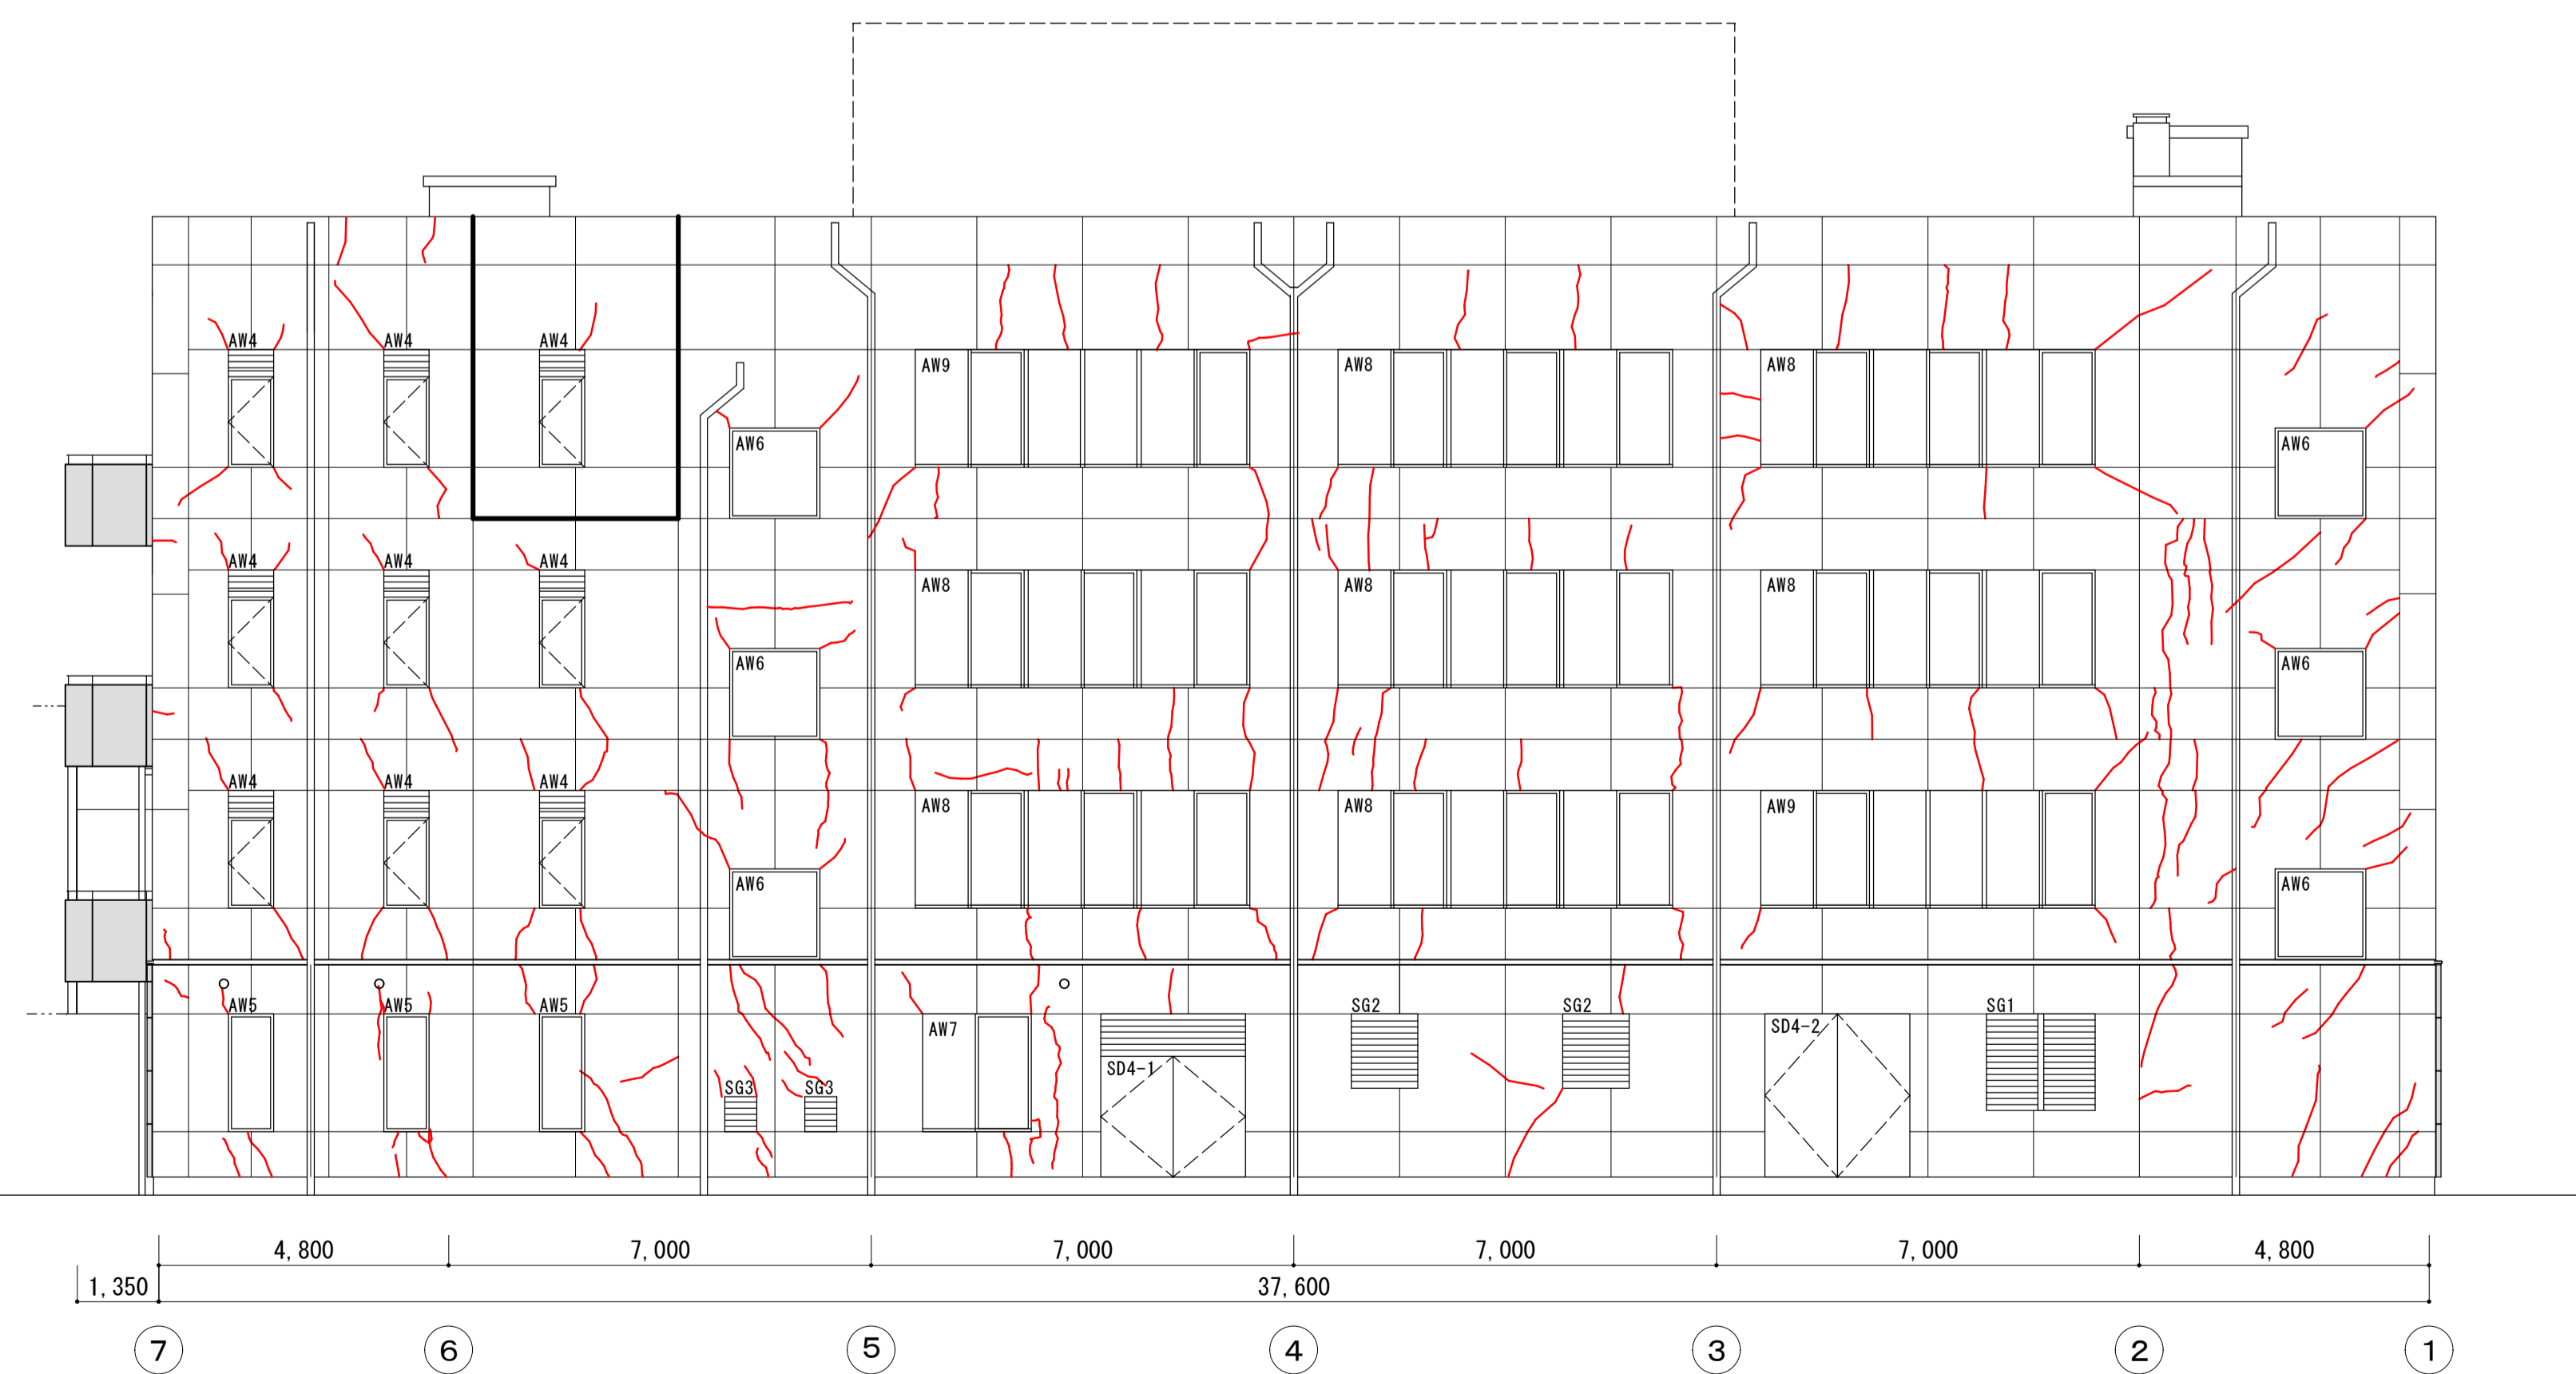 AW4 AW4 AW4
AW9 AW8 AW8
AW6 AW6
AW4 AW4 AW4
AW8 AW8 AW8
AW6 AW6
AW4 AW4 AW4
AW8 AW8 AW9
AW6 AW6
AW5 AW5 AW5 SG2 SG2 SG1
AW7 SD4-2
SD4-1
SG3 SG3
4,800 7,000 7,000 7,000 7,000 4,800
1,350 37,600
7 6 5 4 3 2 1